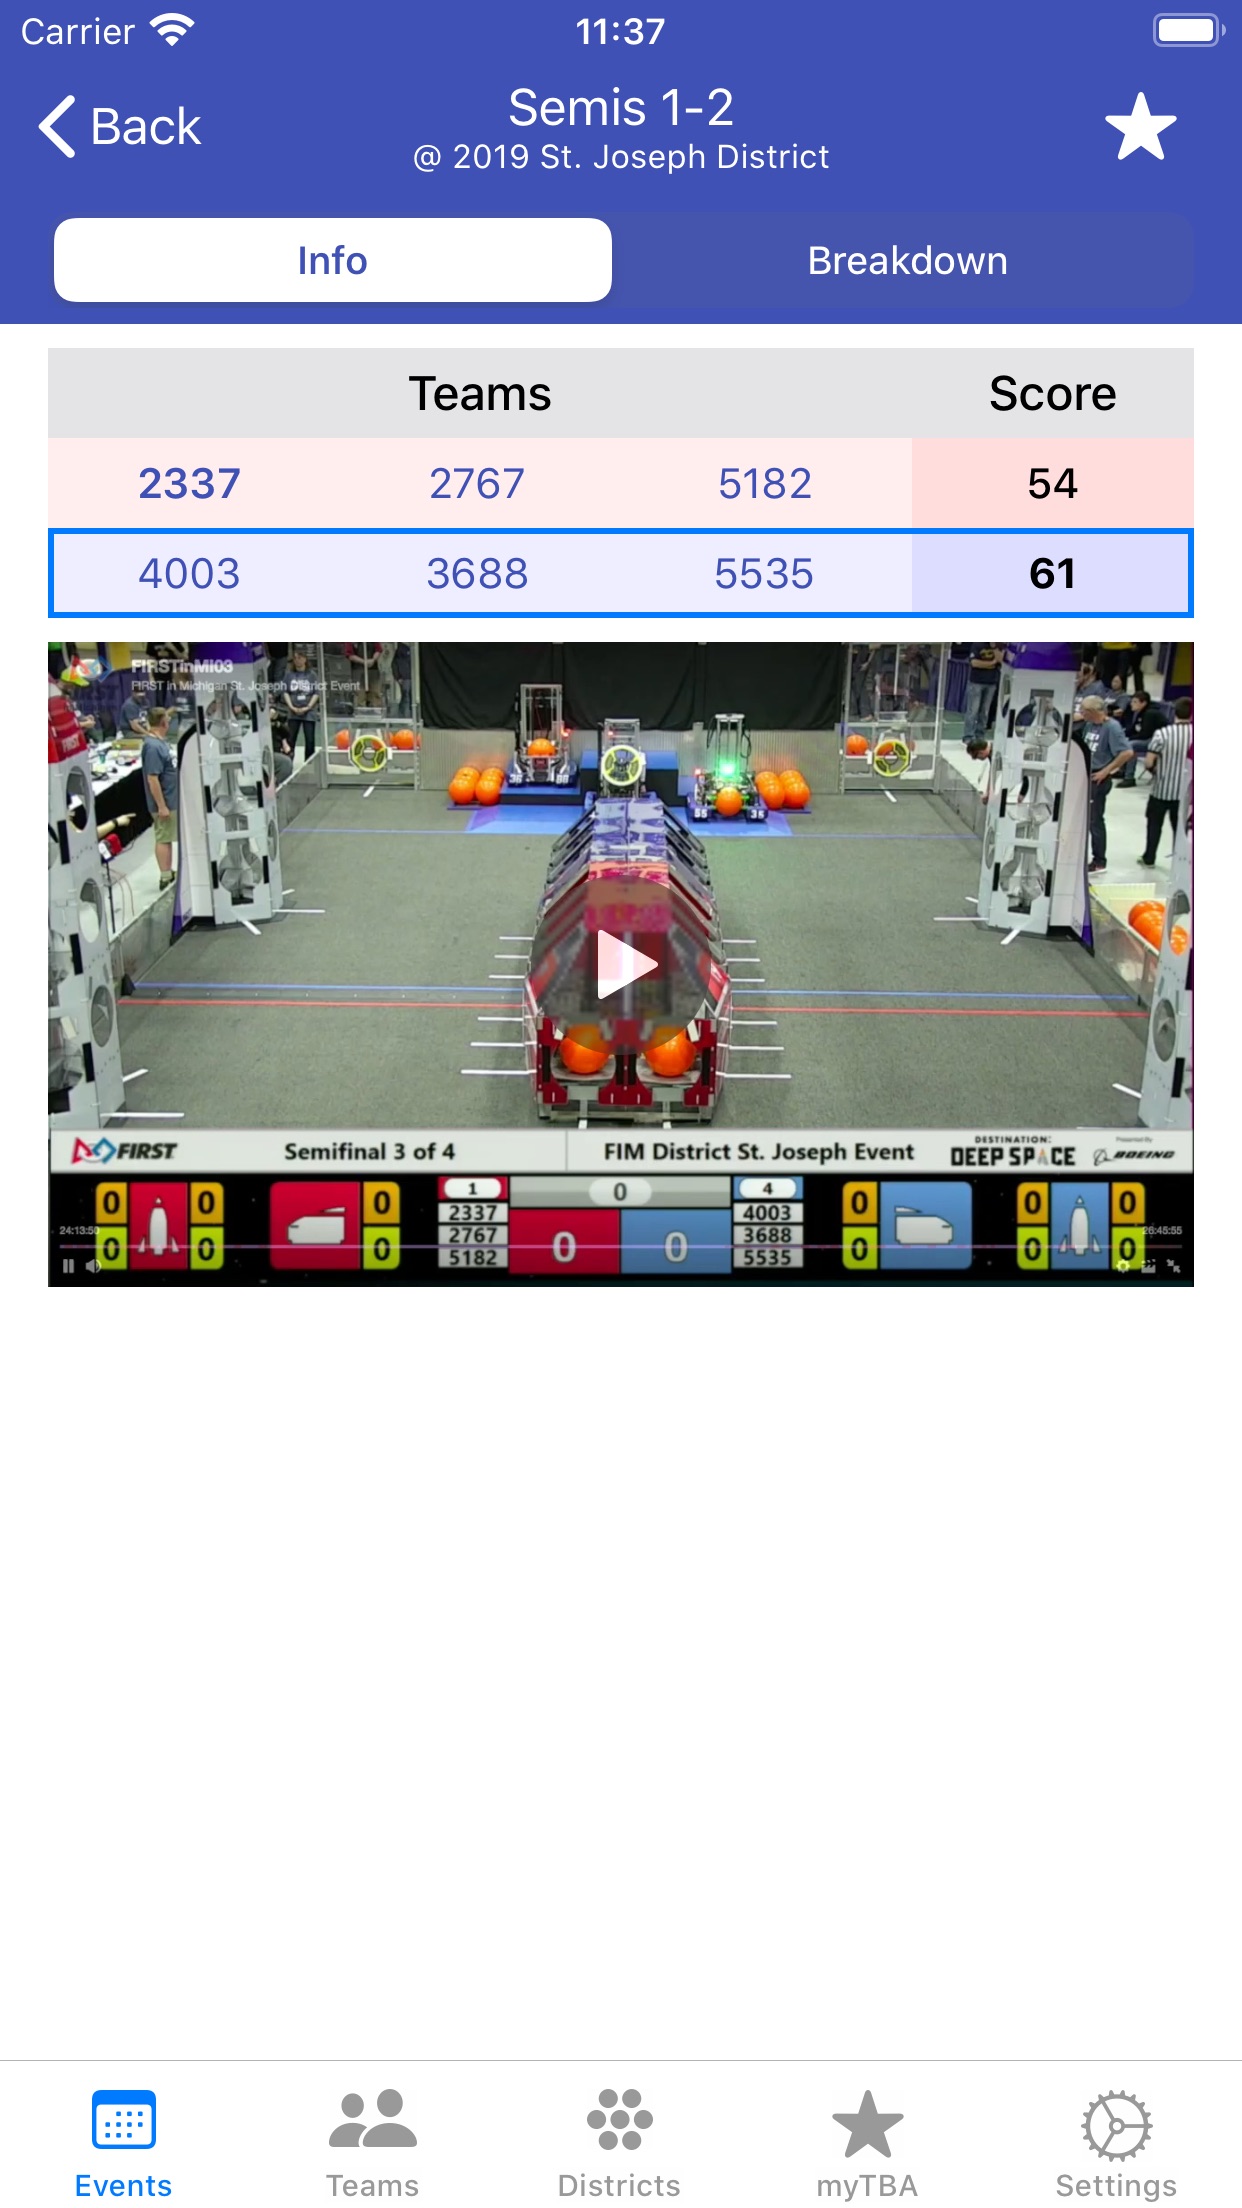 Carrier 11:37
Back
Semis 1-2
@ 2019 St. Joseph District
Info Breakdown
Teams Score
2337 2767 5182 54
4003 3688 5535 61
FIRSTinMI03
FIRST in Michigan St. Joseph District Event
FIRST Semifinal 3 of 4 FIM District St. Joseph Event DESTINATION: DEEP SPACE Presented By BOEING
0 0 0 1 0 4 0 0 0
2337 4003
2767 3688
5182 5535
0 0 0 0 0 0 0 0
24:13:50 26:45:55
Events Teams Districts myTBA Settings